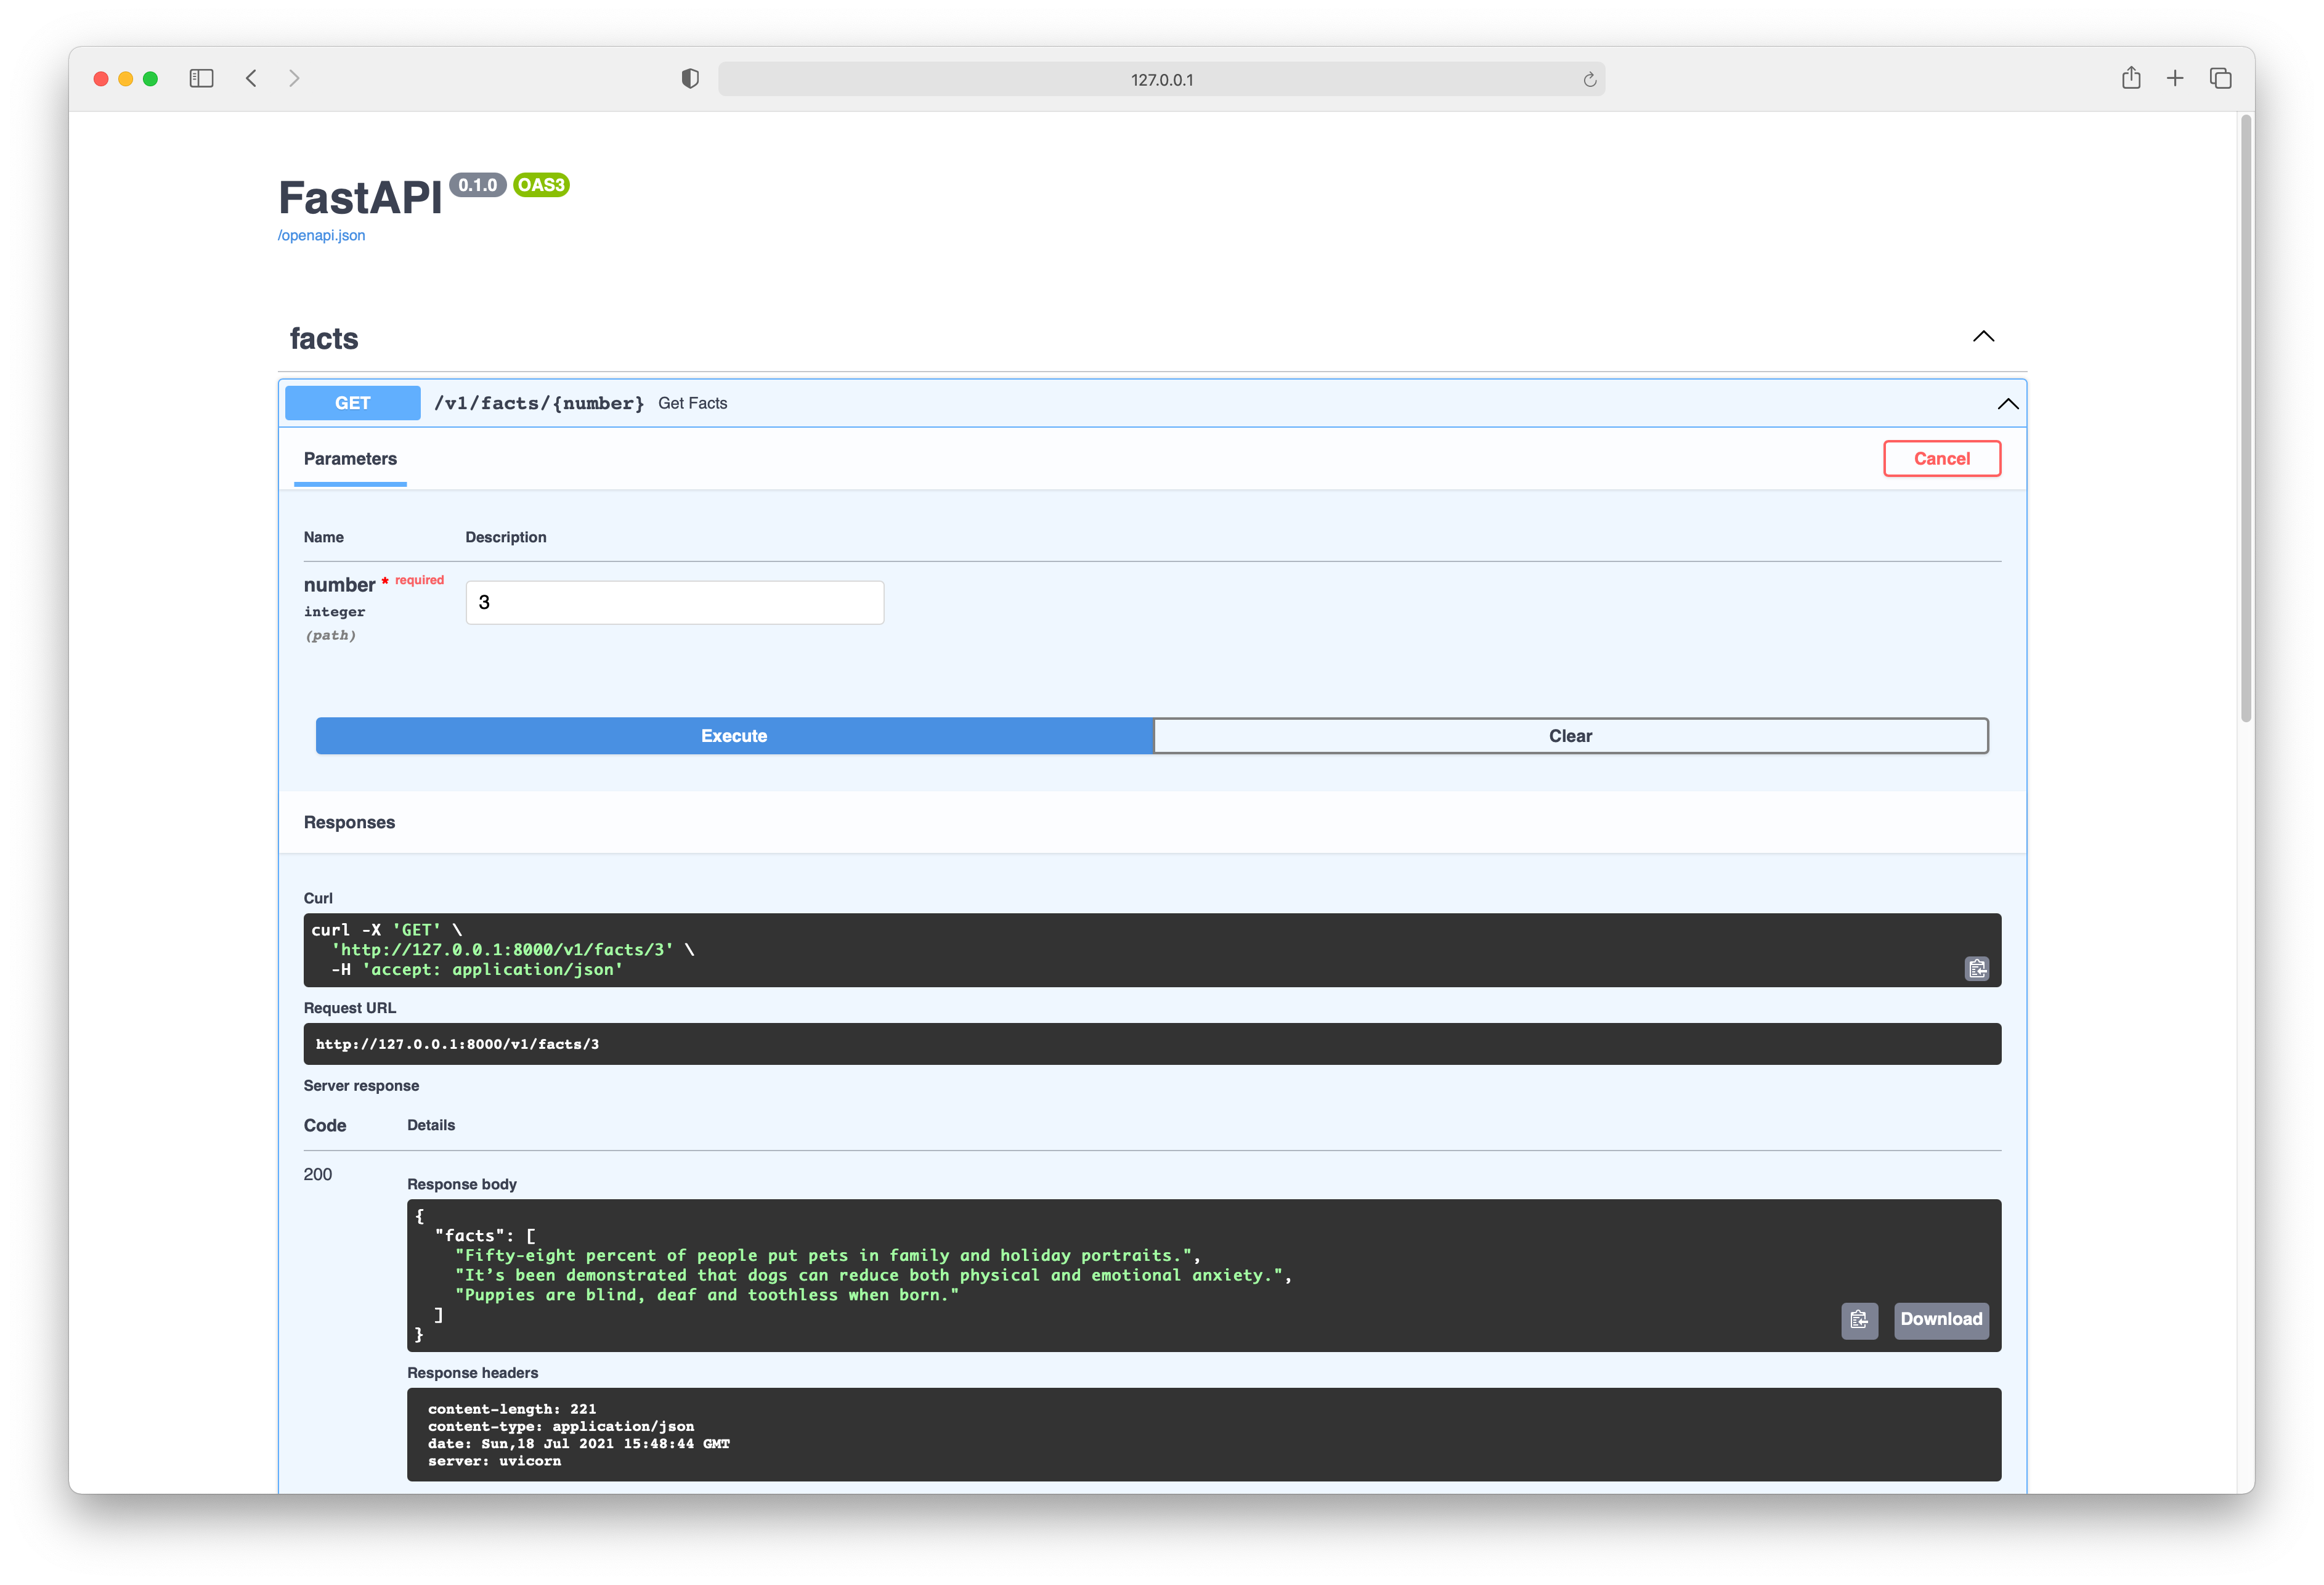 127.0.0.1
FastAPI 0.1.0 OAS3
/openapi.json
facts
GET /v1/facts/{number} Get Facts
Parameters Cancel
Name Description
number * required
integer
(path)
3
Execute Clear
Responses
Curl
curl -X 'GET' \
  'http://127.0.0.1:8000/v1/facts/3' \
  -H 'accept: application/json'
Request URL
http://127.0.0.1:8000/v1/facts/3
Server response
Code Details
200
Response body
{
  "facts": [
    "Fifty-eight percent of people put pets in family and holiday portraits.",
    "It’s been demonstrated that dogs can reduce both physical and emotional anxiety.",
    "Puppies are blind, deaf and toothless when born."
  ]
}
Download
Response headers
content-length: 221
content-type: application/json
date: Sun,18 Jul 2021 15:48:44 GMT
server: uvicorn